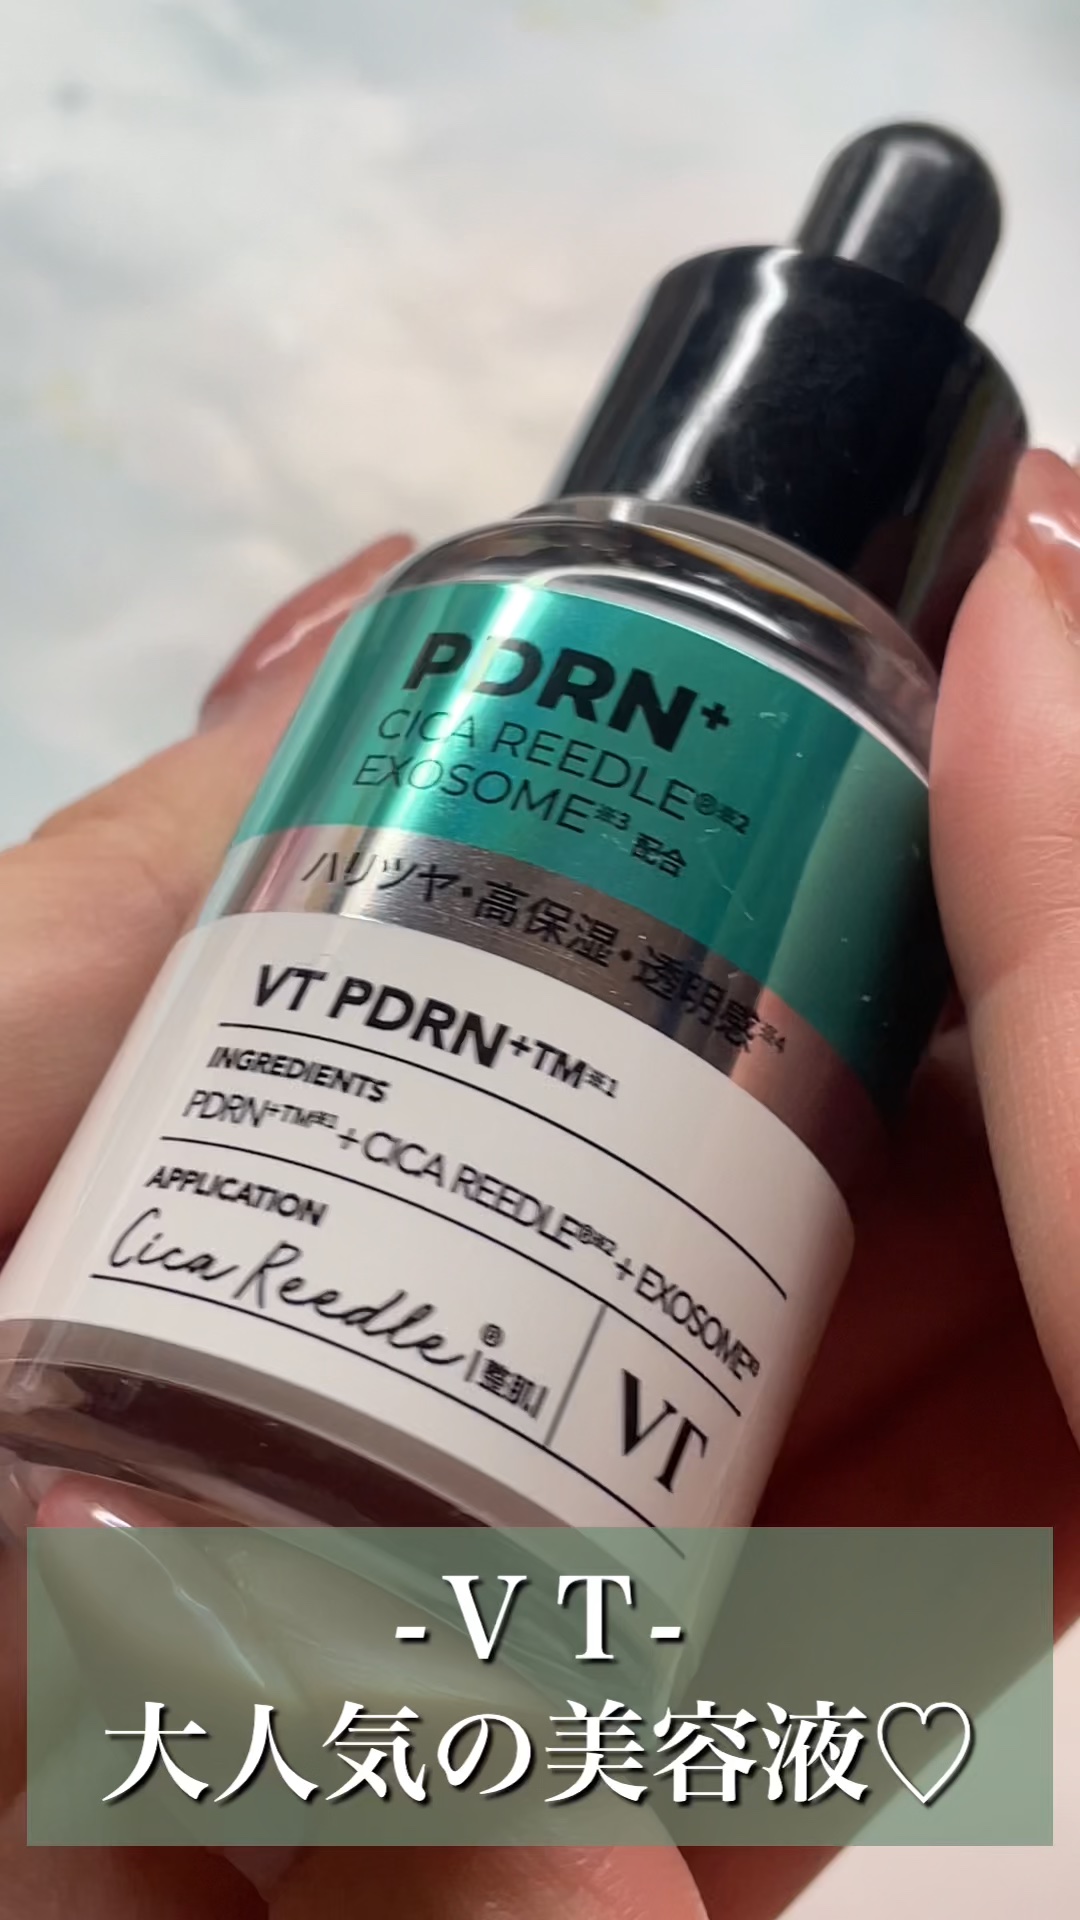 PDRN+
CICA REEDLE®※2
EXOSOME※3 配合
ハリツヤ・高保湿・透明感※4
VT PDRN+TM※1
INGREDIENTS
PDRN+TM※1+CICA REEDLE®※2+EXOSOME※3
APPLICATION
Cica Reedle® [整肌]
VT
-VT-
大人気の美容液♡